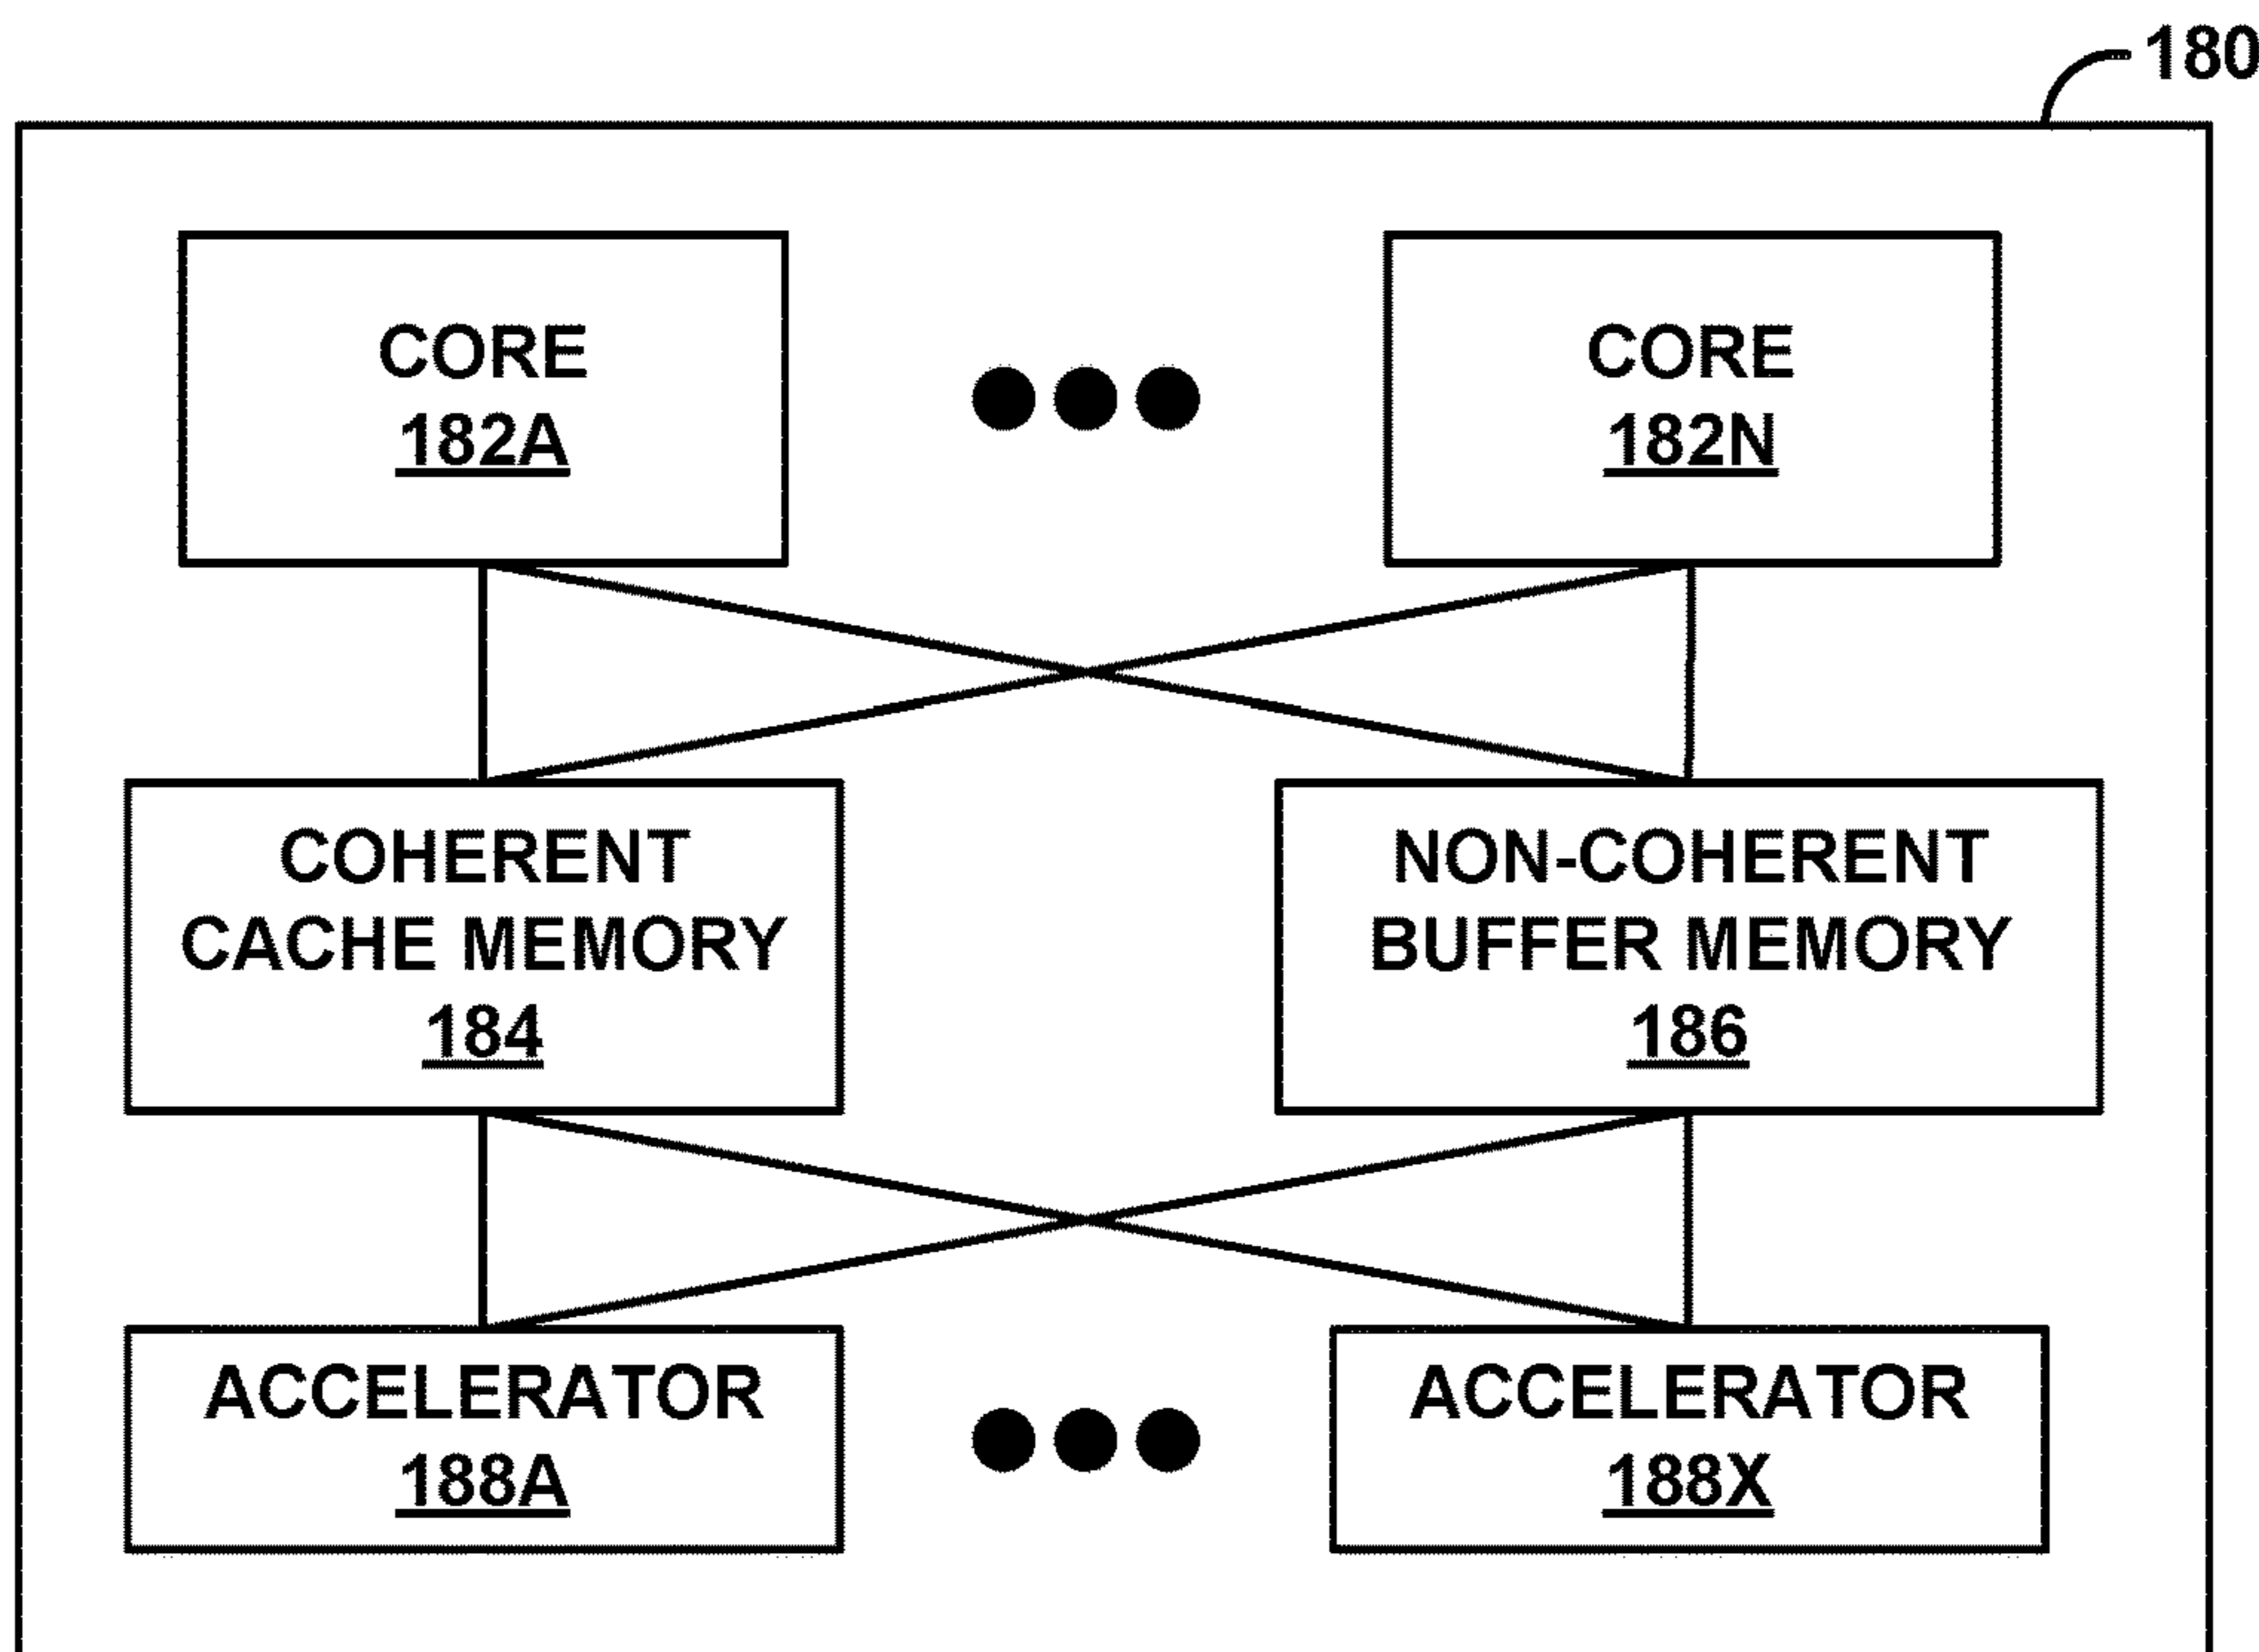 180
CORE
182A
CORE
182N
COHERENT
CACHE MEMORY
184
NON-COHERENT
BUFFER MEMORY
186
ACCELERATOR
188A
ACCELERATOR
188X